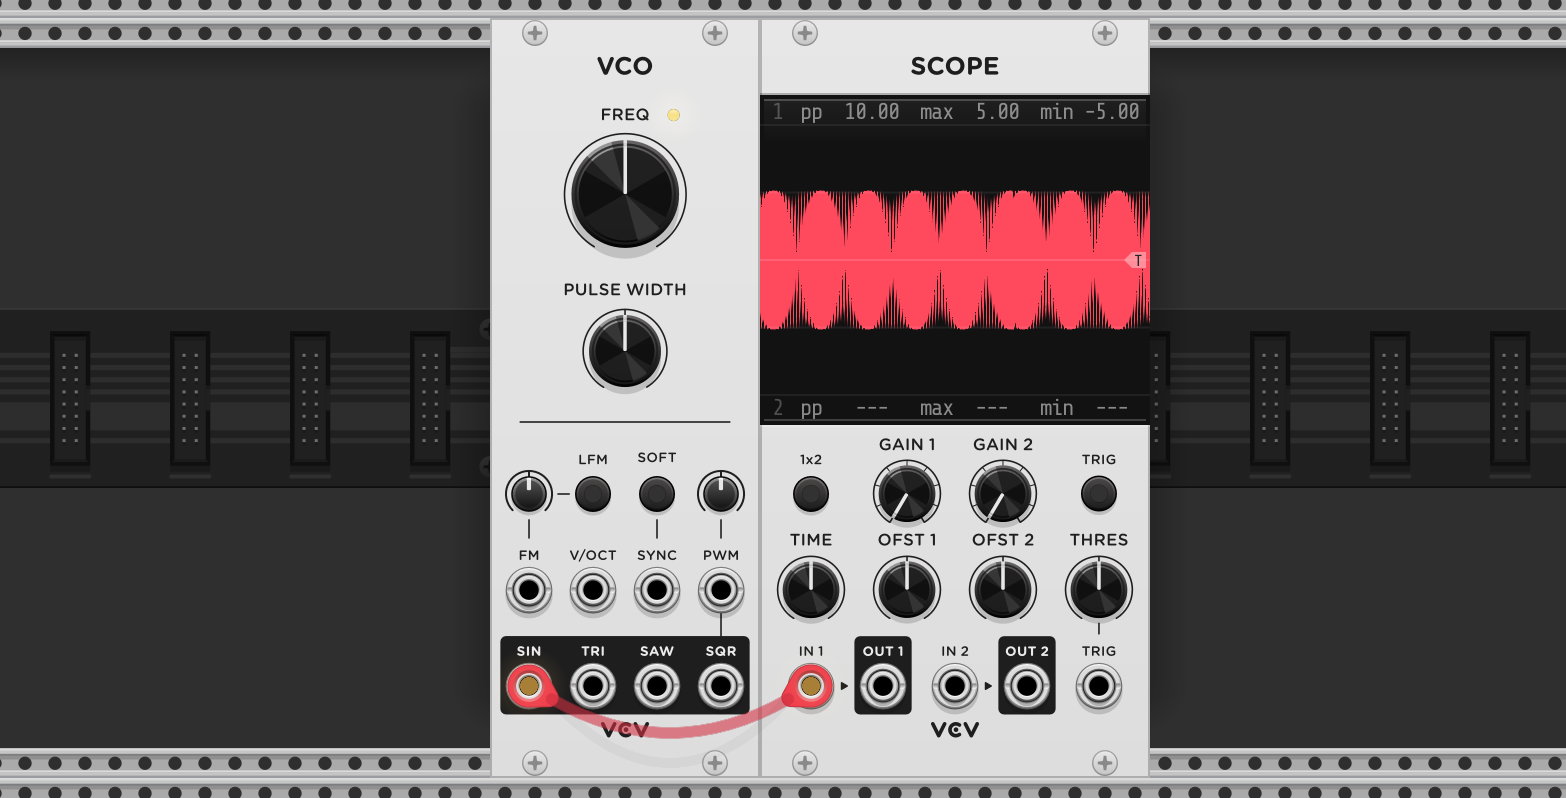 VCO
FREQ
PULSE WIDTH
LFM SOFT
FM V/OCT SYNC PWM
SIN TRI SAW SQR
VCV
SCOPE
1 pp 10.00 max 5.00 min -5.00
T
2 pp --- max --- min ---
1x2 GAIN 1 GAIN 2 TRIG
TIME OFST 1 OFST 2 THRES
IN 1 OUT 1 IN 2 OUT 2 TRIG
VCV